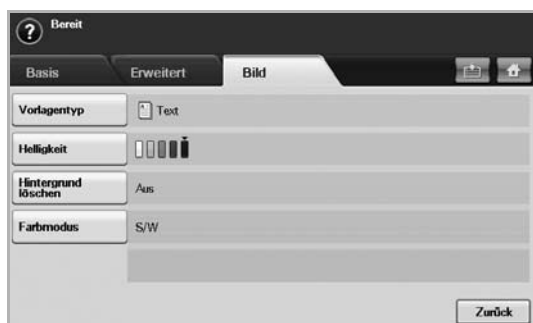 Bereit
Basis Erweitert Bild
Vorlagentyp Text
Helligkeit
Hintergrund
löschen Aus
Farbmodus S/W
Zurück